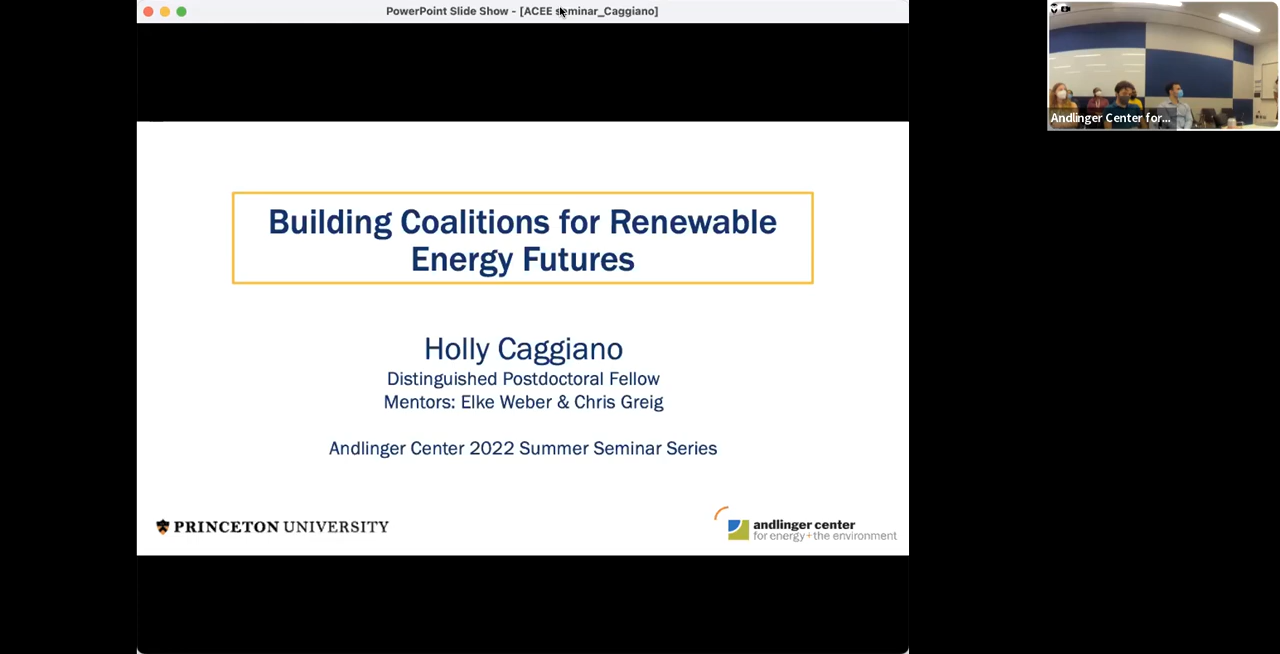 PowerPoint Slide Show - [ACEE seminar_Caggiano]
Andlinger Center for...
Building Coalitions for Renewable
Energy Futures
Holly Caggiano
Distinguished Postdoctoral Fellow
Mentors: Elke Weber & Chris Greig
Andlinger Center 2022 Summer Seminar Series
PRINCETON UNIVERSITY
andlinger center
for energy+the environment